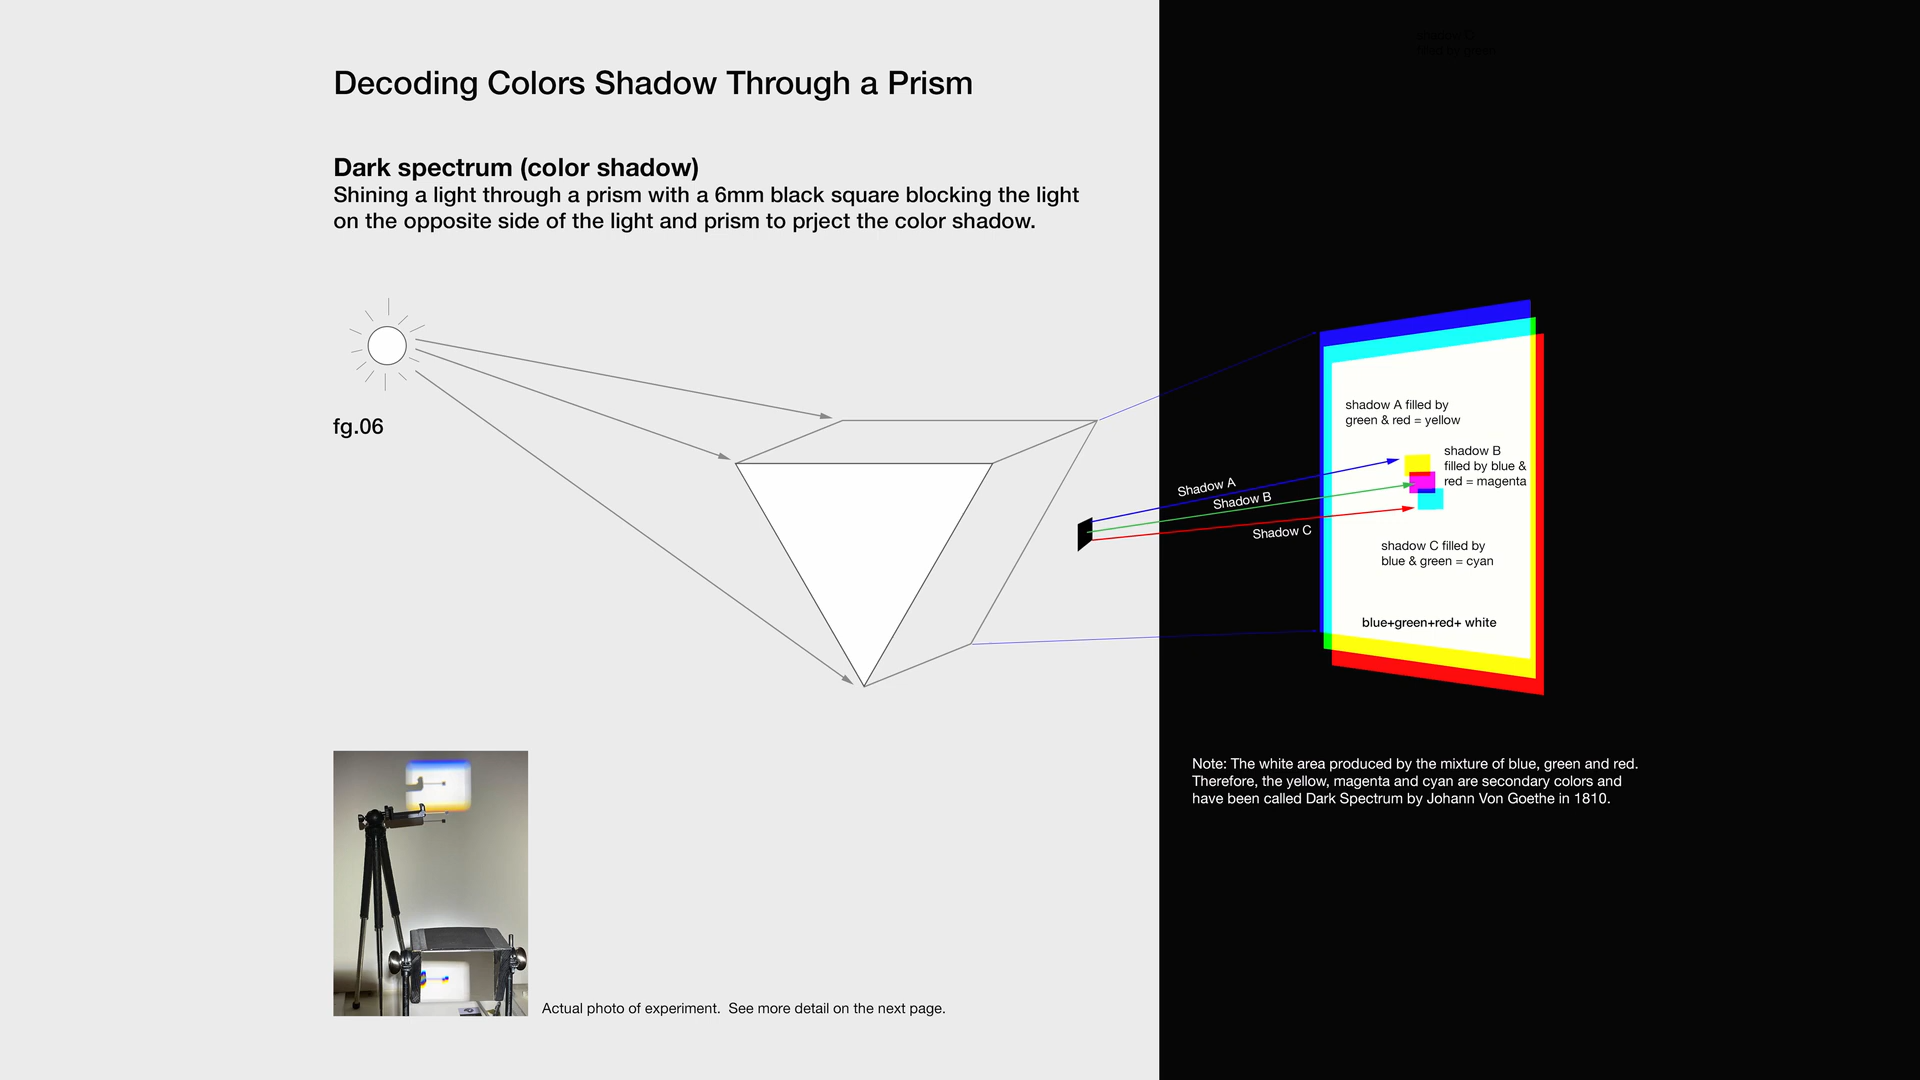 Decoding Colors Shadow Through a Prism
Dark spectrum (color shadow)
Shining a light through a prism with a 6mm black square blocking the light
on the opposite side of the light and prism to prject the color shadow.
fg.06
shadow D
filled by green
shadow A filled by
green & red = yellow
shadow B
filled by blue &
red = magenta
Shadow A
Shadow B
Shadow C
shadow C filled by
blue & green = cyan
blue+green+red+ white
Note: The white area produced by the mixture of blue, green and red.
Therefore, the yellow, magenta and cyan are secondary colors and
have been called Dark Spectrum by Johann Von Goethe in 1810.
Actual photo of experiment.  See more detail on the next page.